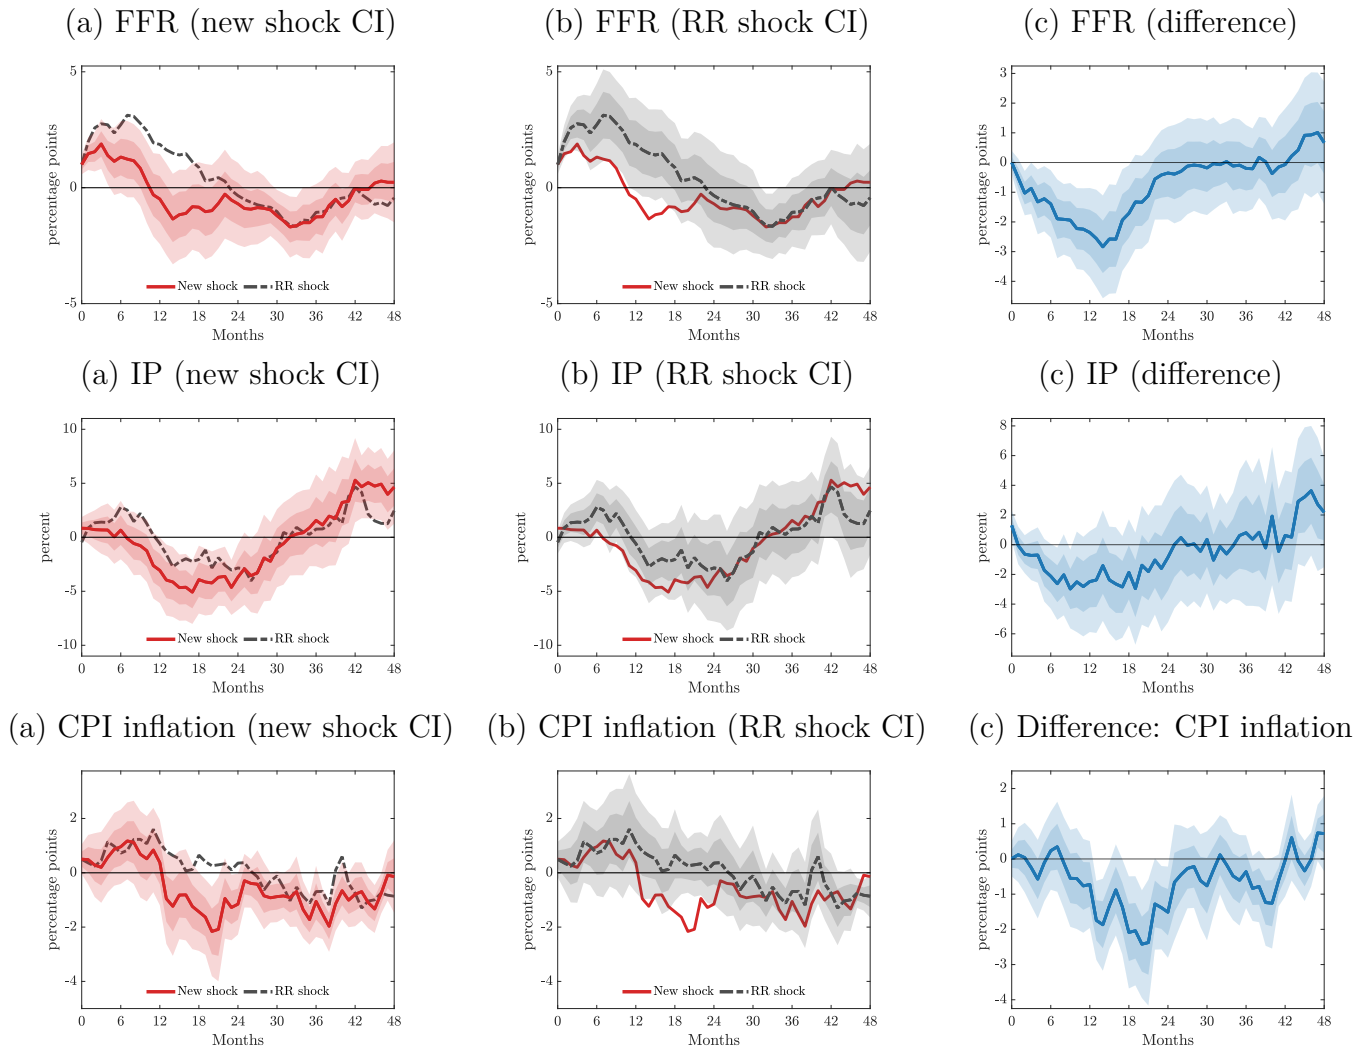 (a) FFR (new shock CI)
(b) FFR (RR shock CI)
(c) FFR (difference)
percentage points
5
0
-5
0 6 12 18 24 30 36 42 48
Months
New shock RR shock
percentage points
5
0
-5
0 6 12 18 24 30 36 42 48
Months
New shock RR shock
percentage points
3
2
1
0
-1
-2
-3
-4
0 6 12 18 24 30 36 42 48
Months
(a) IP (new shock CI)
(b) IP (RR shock CI)
(c) IP (difference)
percent
10
5
0
-5
-10
0 6 12 18 24 30 36 42 48
Months
New shock RR shock
percent
10
5
0
-5
-10
0 6 12 18 24 30 36 42 48
Months
New shock RR shock
percent
8
6
4
2
0
-2
-4
-6
0 6 12 18 24 30 36 42 48
Months
(a) CPI inflation (new shock CI)
(b) CPI inflation (RR shock CI)
(c) Difference: CPI inflation
percentage points
2
0
-2
-4
0 6 12 18 24 30 36 42 48
Months
New shock RR shock
percentage points
2
0
-2
-4
0 6 12 18 24 30 36 42 48
Months
New shock RR shock
percentage points
2
1
0
-1
-2
-3
-4
0 6 12 18 24 30 36 42 48
Months